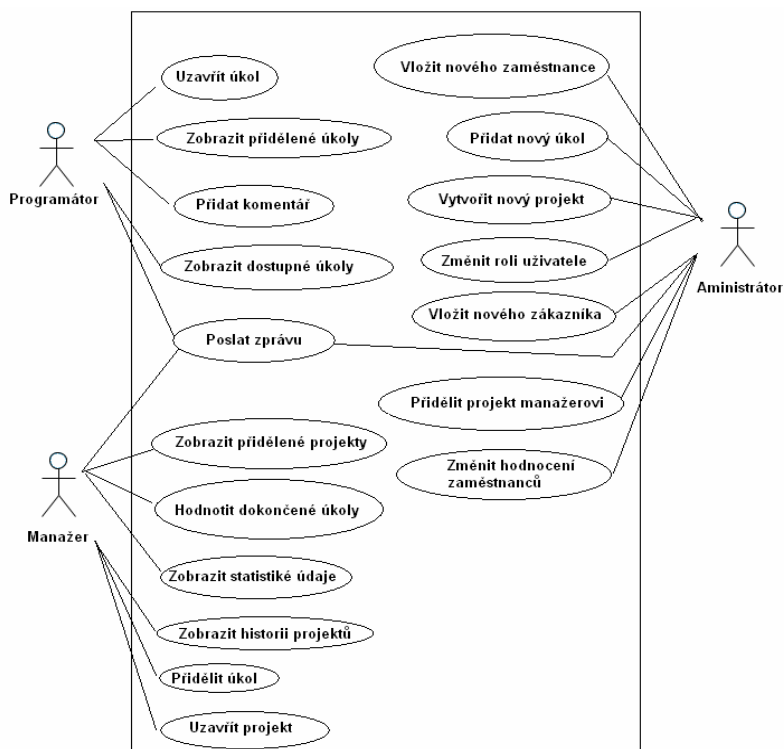 Uzavřít úkol
Vložit nového zaměstnance
Zobrazit přidělené úkoly
Přidat nový úkol
Programátor
Přidat komentář
Vytvořit nový projekt
Zobrazit dostupné úkoly
Změnit roli uživatele
Aministrátor
Vložit nového zákazníka
Poslat zprávu
Přidělit projekt manažerovi
Zobrazit přidělené projekty
Změnit hodnocení
zaměstnanců
Hodnotit dokončené úkoly
Manažer
Zobrazit statistiké údaje
Zobrazit historii projektů
Přidělit úkol
Uzavřít projekt